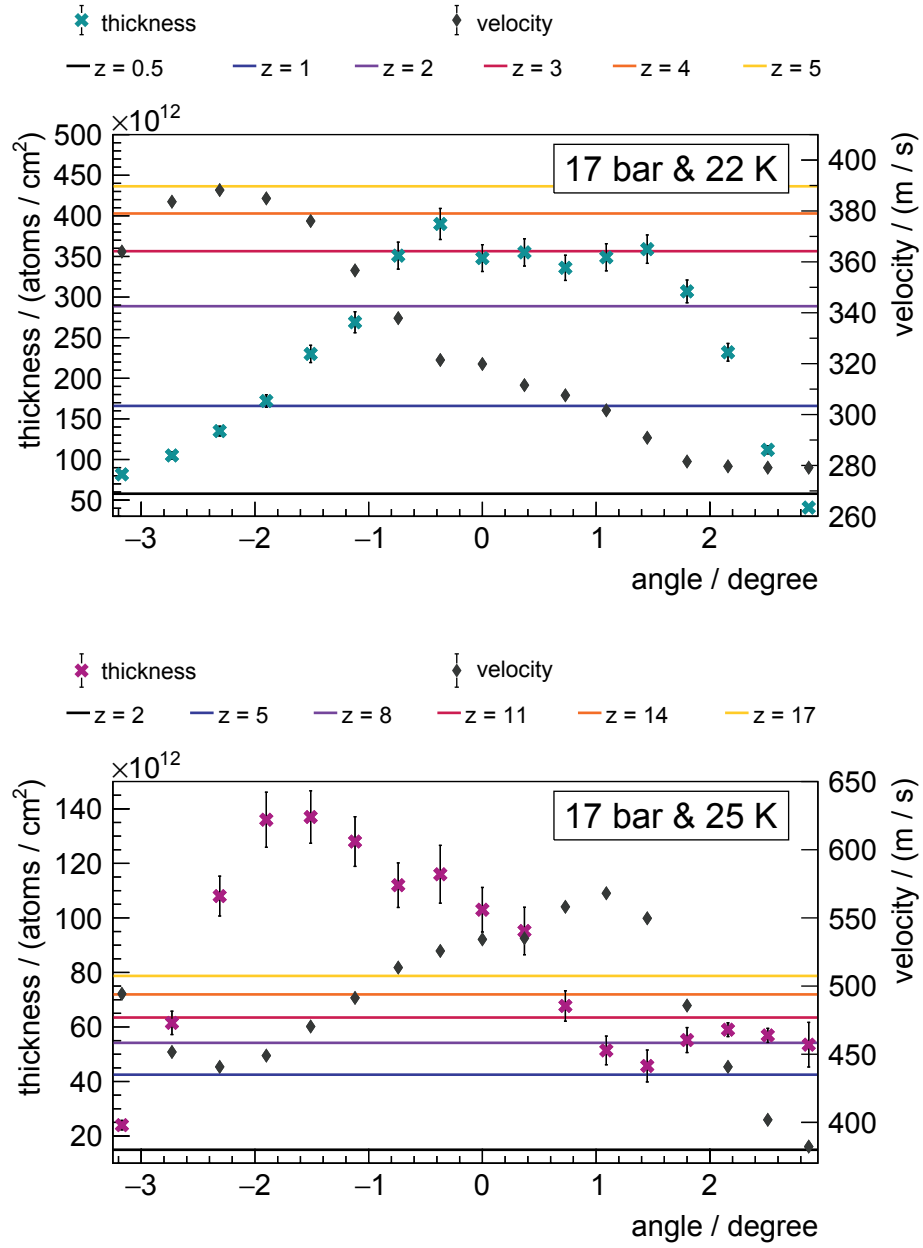 thickness velocity
z = 0.5 z = 1 z = 2 z = 3 z = 4 z = 5
×10¹²
17 bar & 22 K
thickness / (atoms / cm²)
500
450
400
350
300
250
200
150
100
50
velocity / (m / s)
400
380
360
340
320
300
280
260
−3 −2 −1 0 1 2
angle / degree
thickness velocity
z = 2 z = 5 z = 8 z = 11 z = 14 z = 17
×10¹²
17 bar & 25 K
thickness / (atoms / cm²)
140
120
100
80
60
40
20
velocity / (m / s)
650
600
550
500
450
400
−3 −2 −1 0 1 2
angle / degree